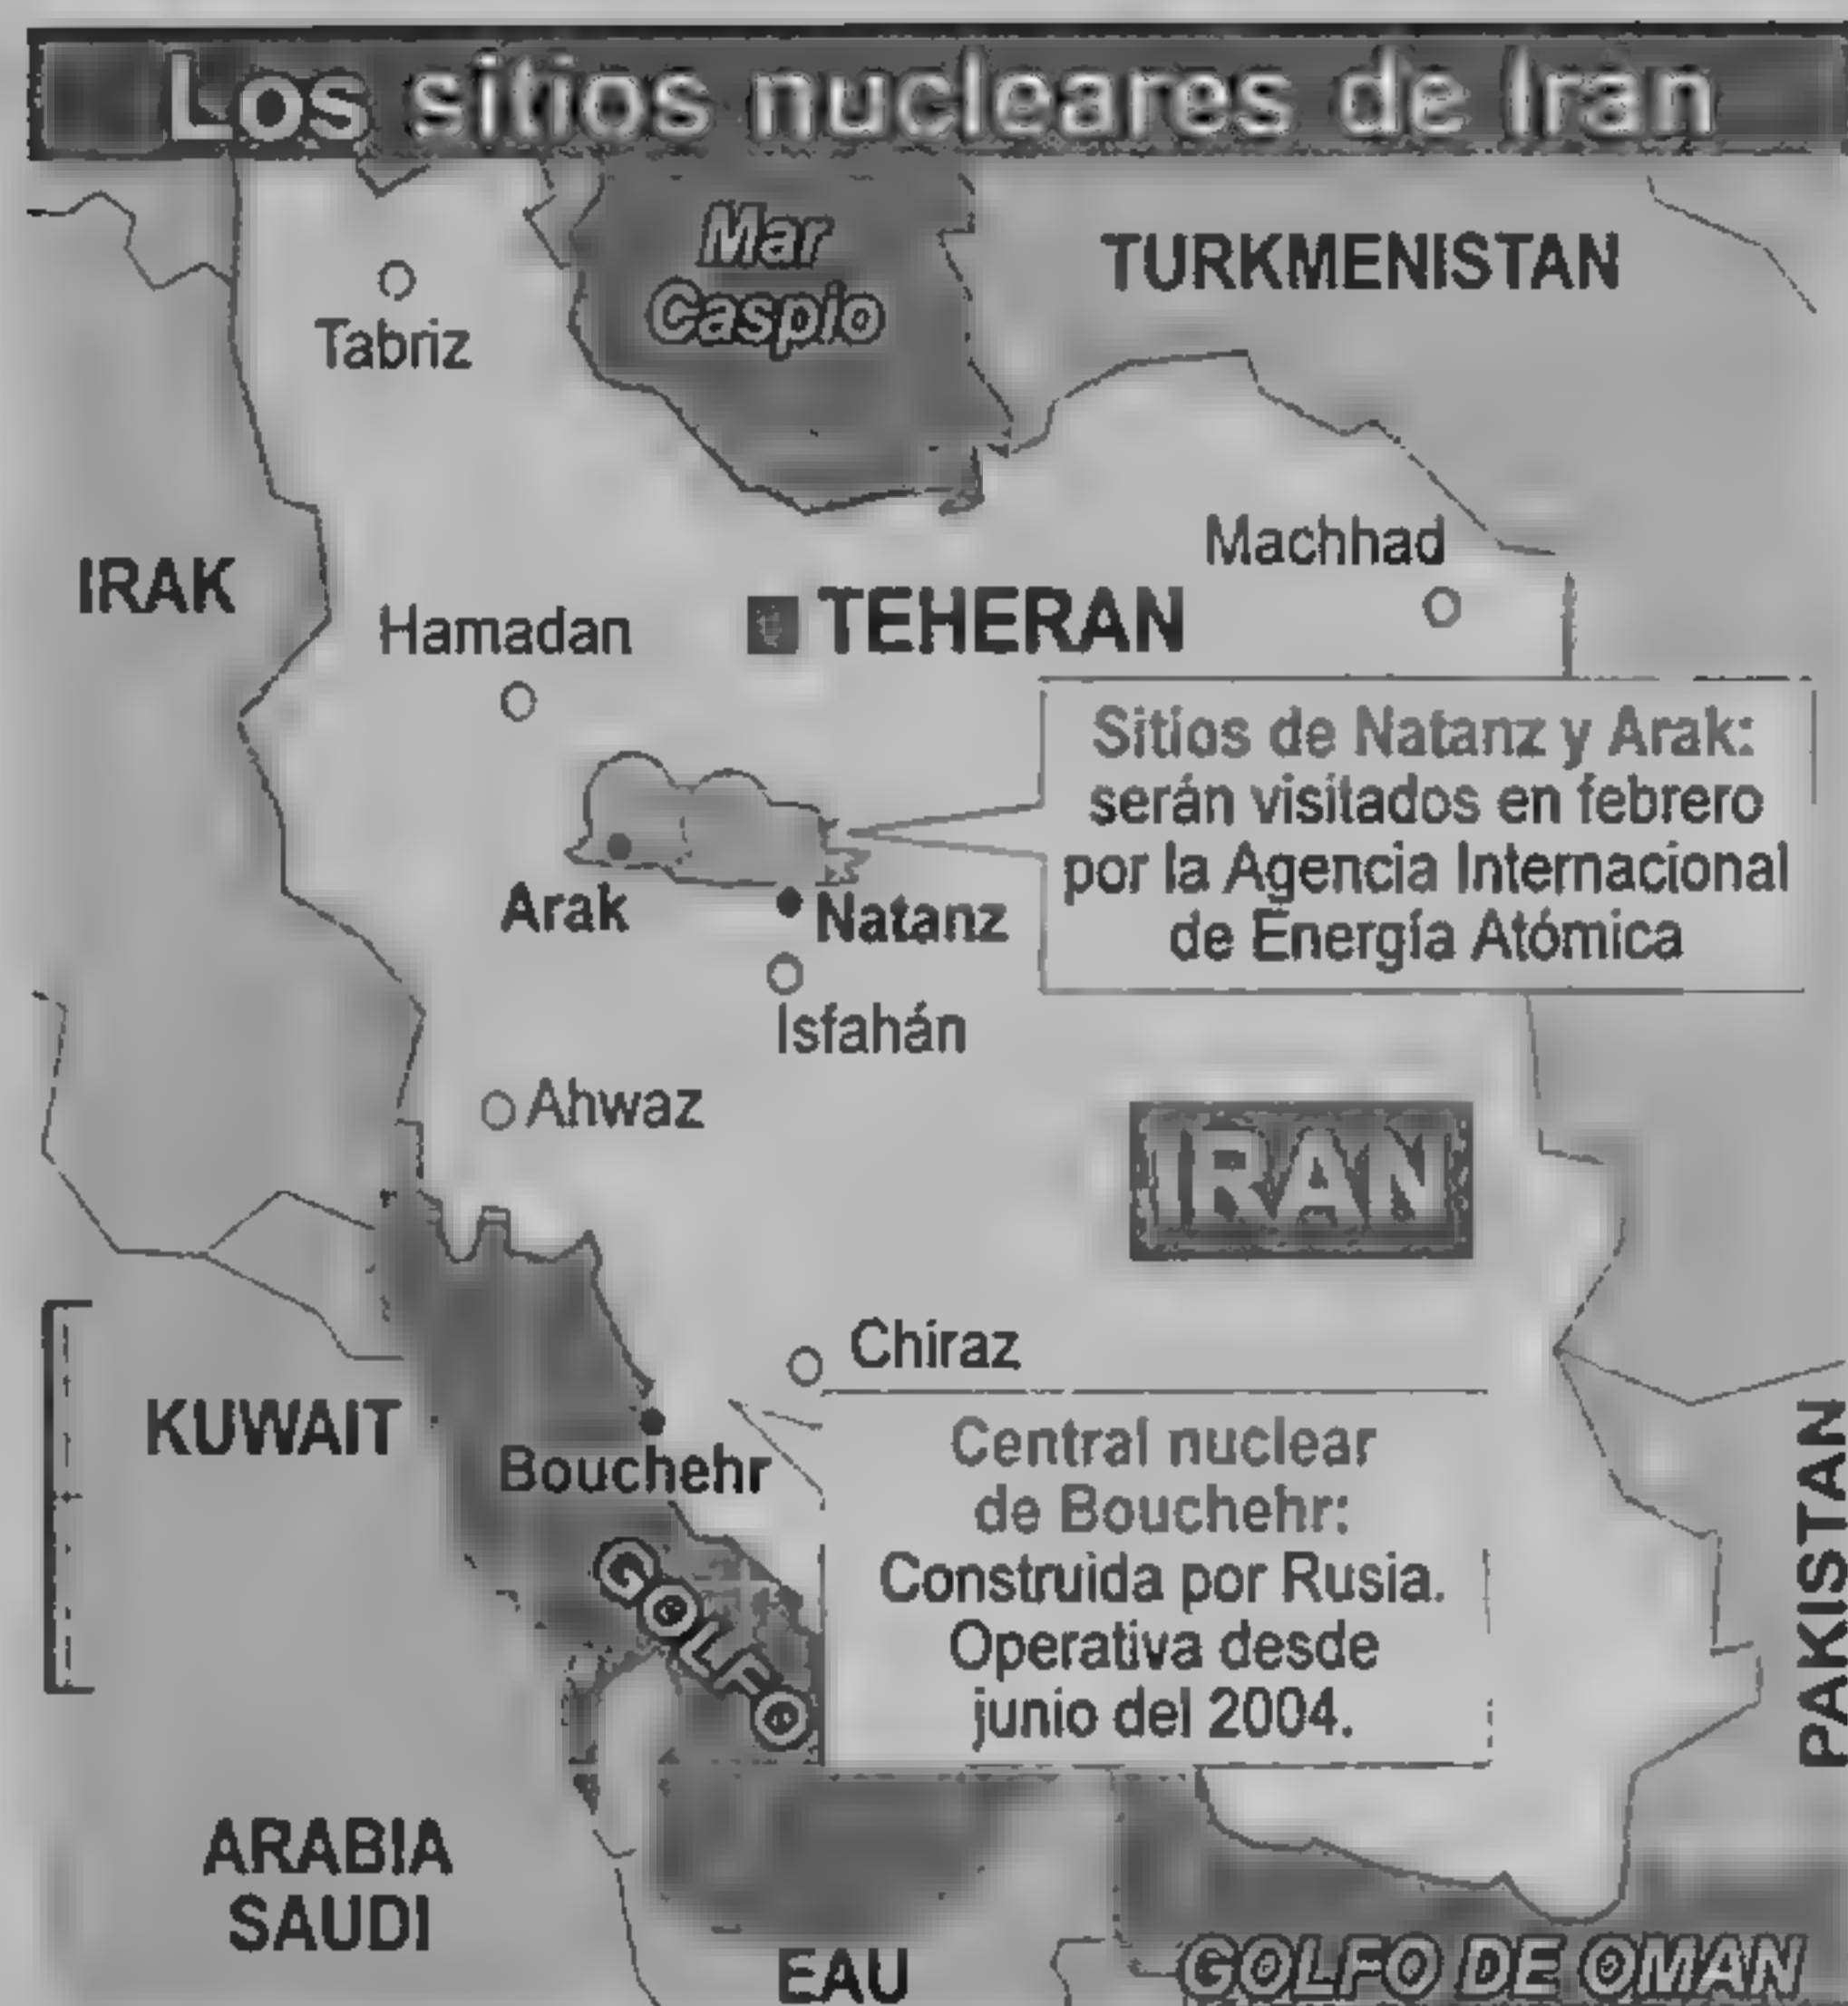 Los sitios nucleares de Irán
Mar
Caspio
TURKMENISTAN
Tabriz
Machhad
IRAK
Hamadan
TEHERAN
Sitios de Natanz y Arak:
serán visitados en febrero
por la Agencia Internacional
de Energía Atómica
Arak
Natanz
Isfahán
Ahwaz
IRAN
Chiraz
KUWAIT
Bouchehr
Central nuclear
de Bouchehr:
Construida por Rusia.
Operativa desde
junio del 2004.
PAKISTAN
GOLFO
ARABIA
SAUDI
EAU
GOLFO DE OMAN